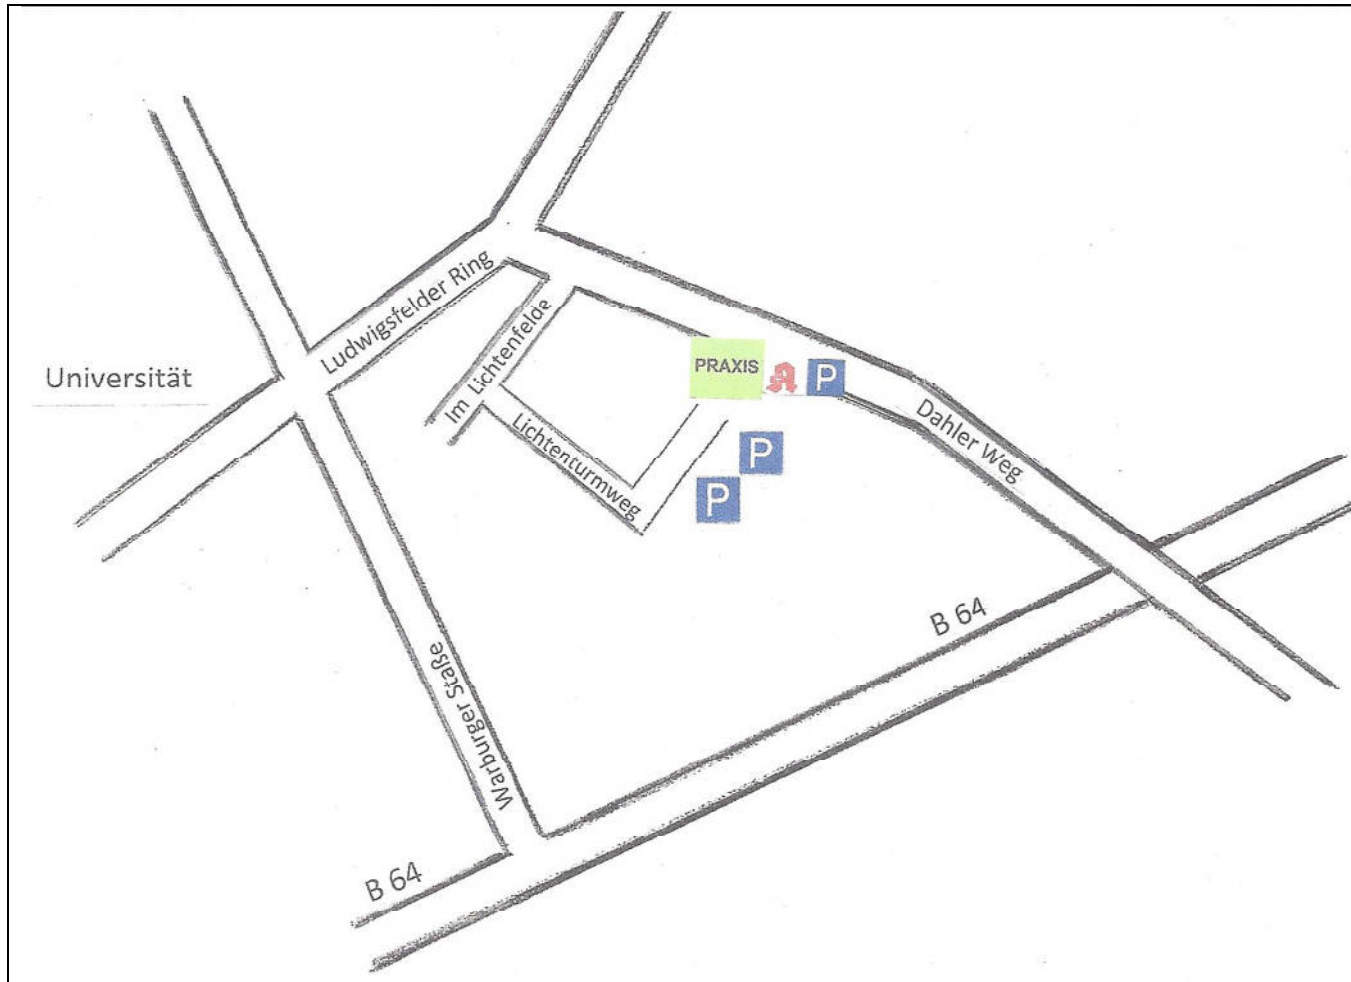 Ludwigsfelder Ring
Im Lichtenfelde
PRAXIS
A
P
Universität
Lichtenturmweg
Dahler Weg
P
P
B 64
Warburger Staße
B 64